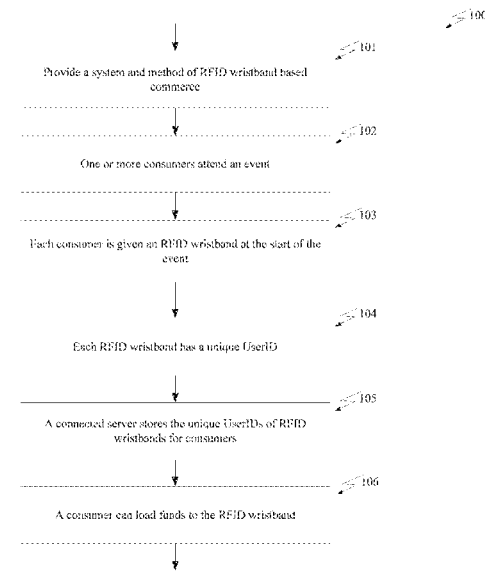 100
101
Provide a system and method of RFID wristband based
commerce
102
One or more consumers attend an event
103
Each consumer is given an RFID wristband at the start of the
event
104
Each RFID wristband has a unique UserID
105
A connected server stores the unique UserIDs of RFID
wristbands for consumers
106
A consumer can load funds to the RFID wristband